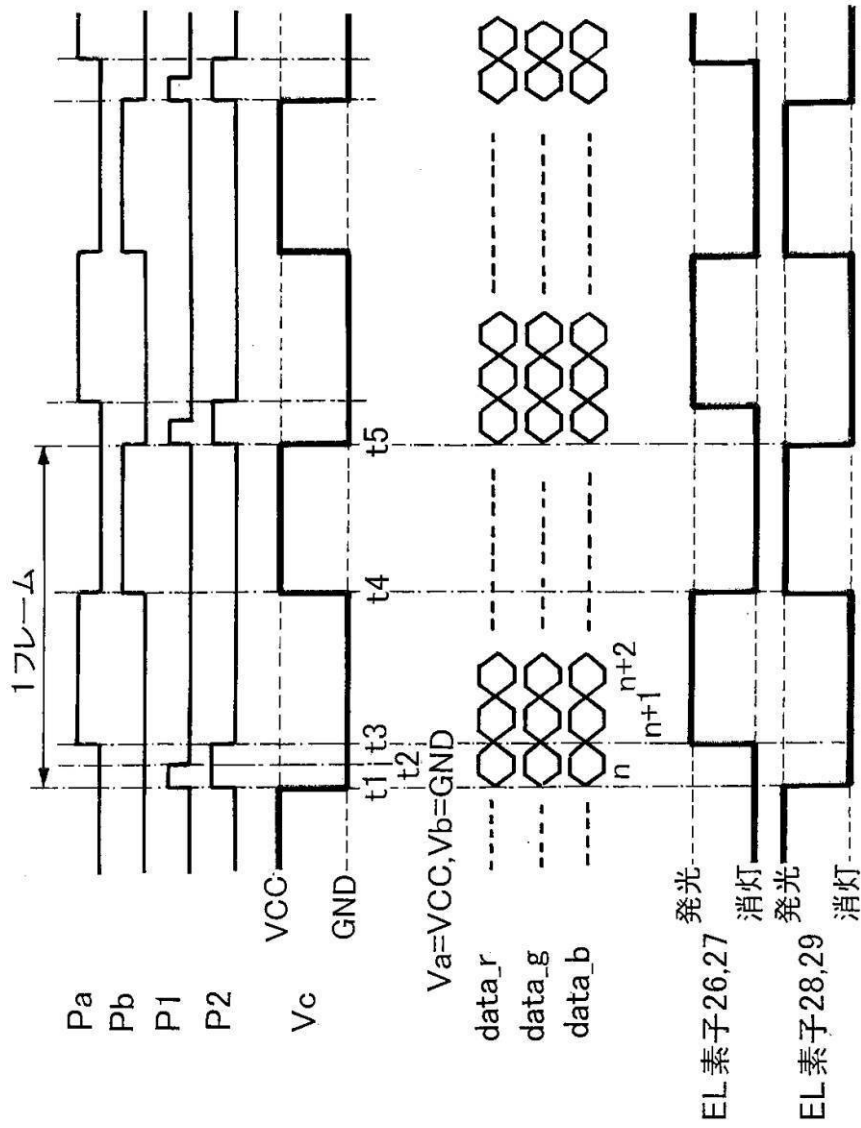 1フレーム
Pa
Pb
P1
P2
VCC
Vc
GND
t1
t2
t3
t4
t5
Va=VCC,Vb=GND
data_r
data_g
data_b
n
n+1
n+2
発光
EL素子26,27
消灯
発光
EL素子28,29
消灯